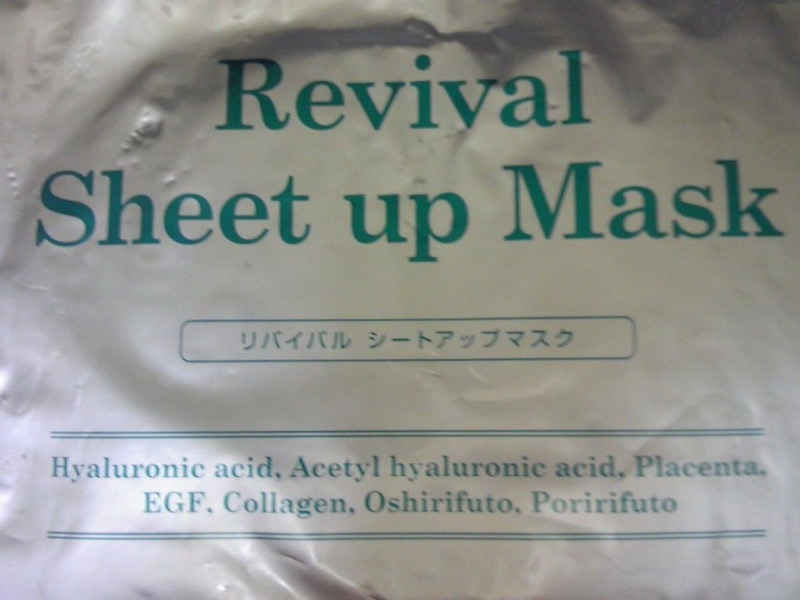 Revival
Sheet up Mask
リバイバル シートアップマスク
Hyaluronic acid, Acetyl hyaluronic acid, Placenta,
EGF, Collagen, Oshirifuto, Poririfuto